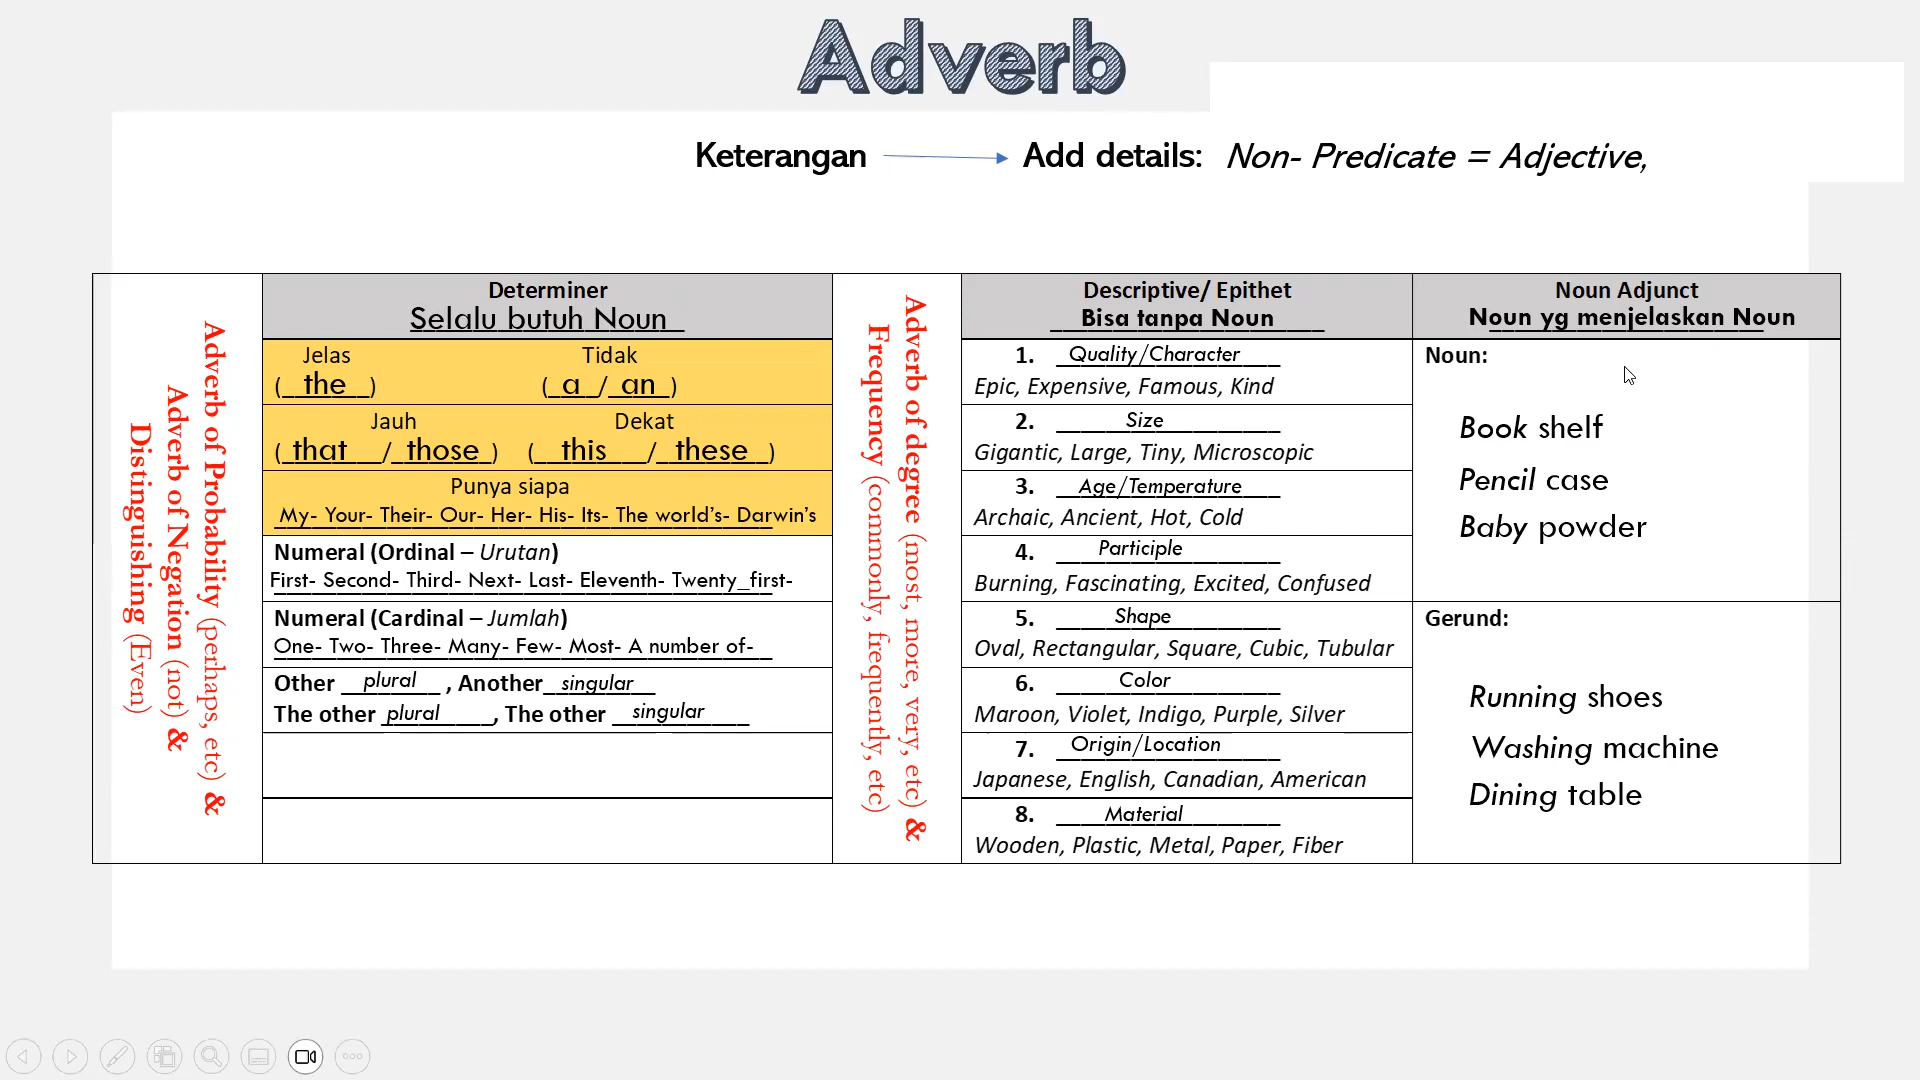 Adverb
Keterangan Add details: Non- Predicate = Adjective,
Adverb of Probability (perhaps, etc) &
Adverb of Negation (not) &
Distinguishing (Even)
Determiner
Selalu butuh Noun
Jelas Tidak
(__the__) (_a_/_an_)
Jauh Dekat
(_that__/_those_) (__this__/_these_)
Punya siapa
My- Your- Their- Our- Her- His- Its- The world's- Darwin's
Numeral (Ordinal – Urutan)
First- Second- Third- Next- Last- Eleventh- Twenty_first-
Numeral (Cardinal – Jumlah)
One- Two- Three- Many- Few- Most- A number of-
Other plural , Another singular
The other plural, The other singular
Adverb of degree (most, more, very, etc) &
Frequency (commonly, frequently, etc)
Descriptive/ Epithet
Bisa tanpa Noun
1. Quality/Character
Epic, Expensive, Famous, Kind
2. Size
Gigantic, Large, Tiny, Microscopic
3. Age/Temperature
Archaic, Ancient, Hot, Cold
4. Participle
Burning, Fascinating, Excited, Confused
5. Shape
Oval, Rectangular, Square, Cubic, Tubular
6. Color
Maroon, Violet, Indigo, Purple, Silver
7. Origin/Location
Japanese, English, Canadian, American
8. Material
Wooden, Plastic, Metal, Paper, Fiber
Noun Adjunct
Noun yg menjelaskan Noun
Noun:
Book shelf
Pencil case
Baby powder
Gerund:
Running shoes
Washing machine
Dining table